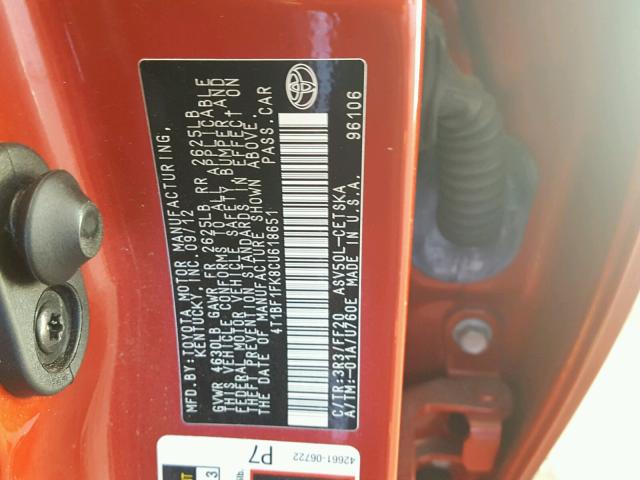 MFD.BY:TOYOTA MOTOR MANUFACTURING,
KENTUCKY, INC. 09/12
GVWR 4630LB GAWR FR 2625LB RR 2625LB
THIS VEHICLE CONFORMS TO ALL APPLICABLE
FEDERAL MOTOR VEHICLE SAFETY, BUMPER, AND
THEFT PREVENTION STANDARDS IN EFFECT ON
THE DATE OF MANUFACTURE SHOWN ABOVE.
4T1BF1FK8CU618651 PASS.CAR
C/TR:3R3/FF20 ASV50L-CETSKA
A/TM:-01A/U760E MADE IN U.S.A. 96106
42661-06722
P7
3